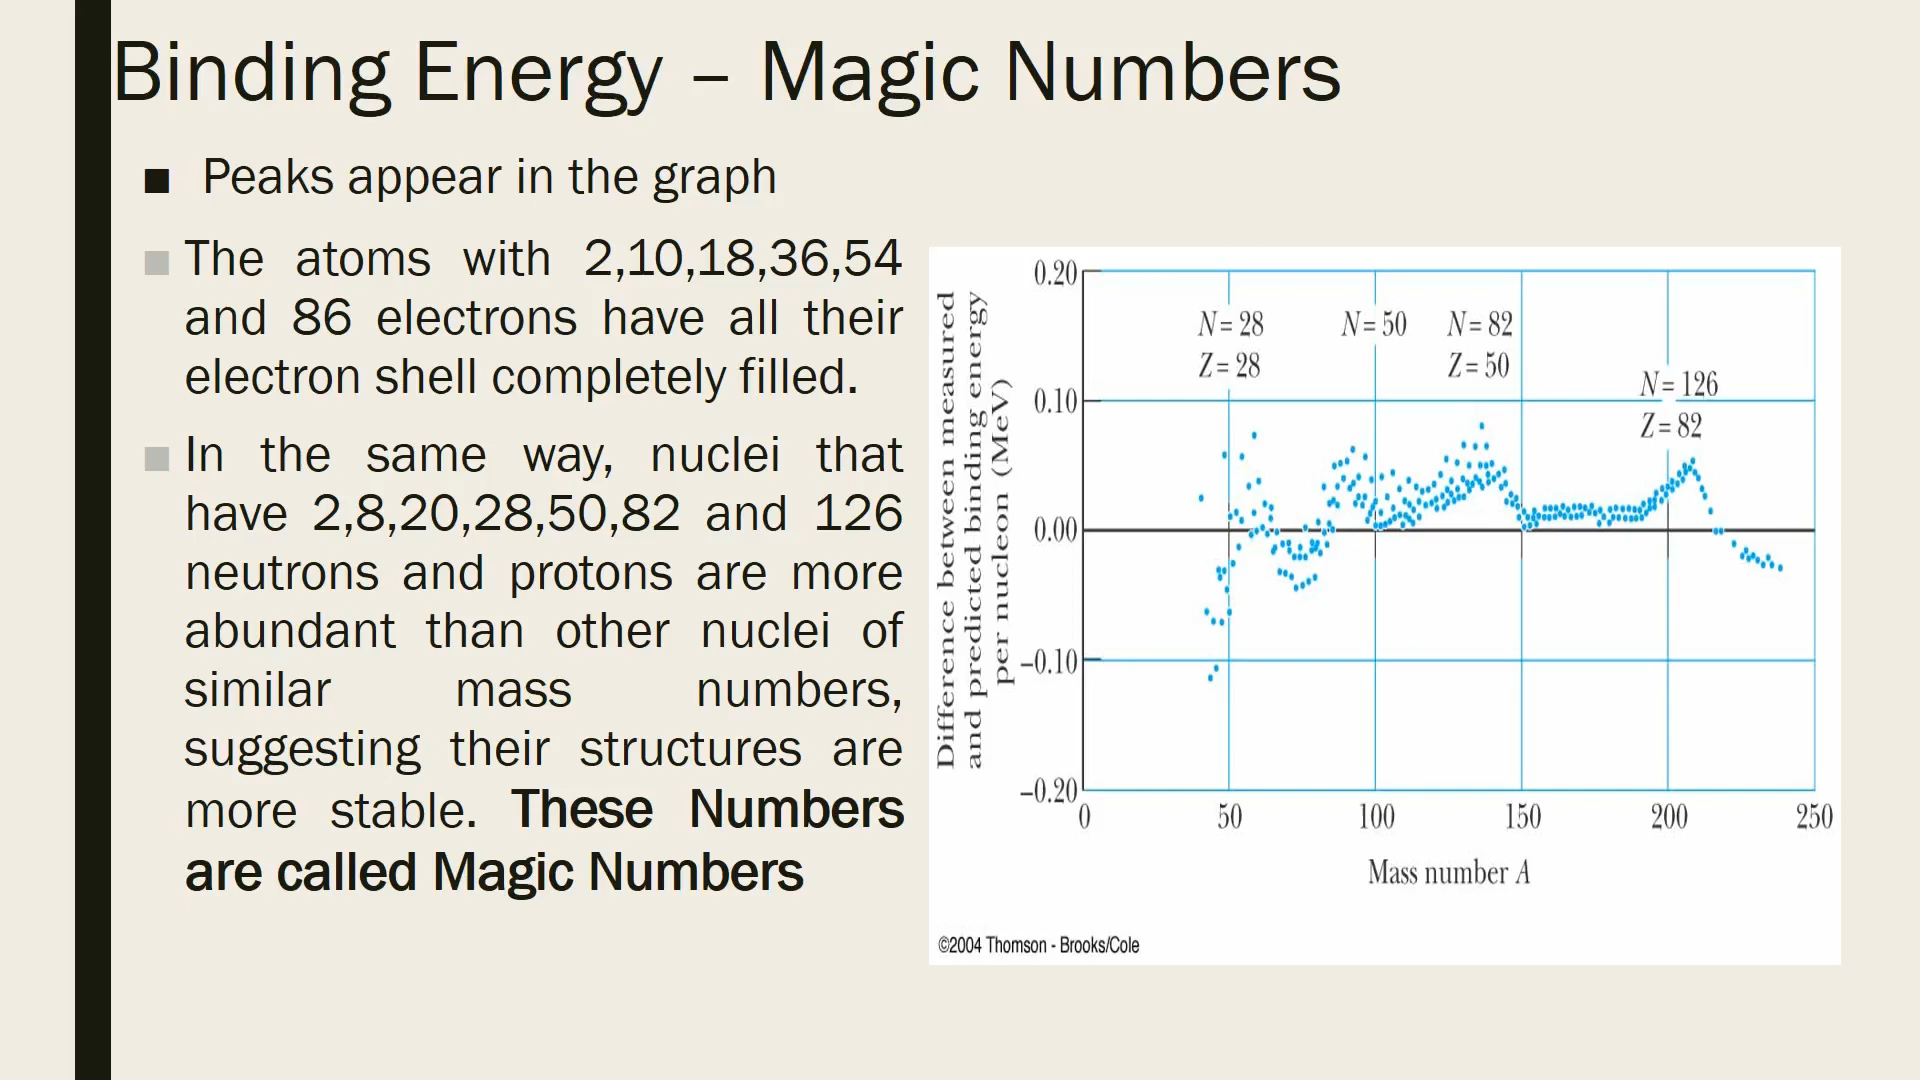 Binding Energy – Magic Numbers
■ Peaks appear in the graph
■ The atoms with 2,10,18,36,54
and 86 electrons have all their
electron shell completely filled.
■ In the same way, nuclei that
have 2,8,20,28,50,82 and 126
neutrons and protons are more
abundant than other nuclei of
similar mass numbers,
suggesting their structures are
more stable. These Numbers
are called Magic Numbers
Difference between measured
and predicted binding energy
per nucleon (MeV)
0.20
0.10
0.00
–0.10
–0.20
N = 28
Z = 28
N = 50
N = 82
Z = 50
N = 126
Z = 82
0 50 100 150 200 250
Mass number A
©2004 Thomson - Brooks/Cole